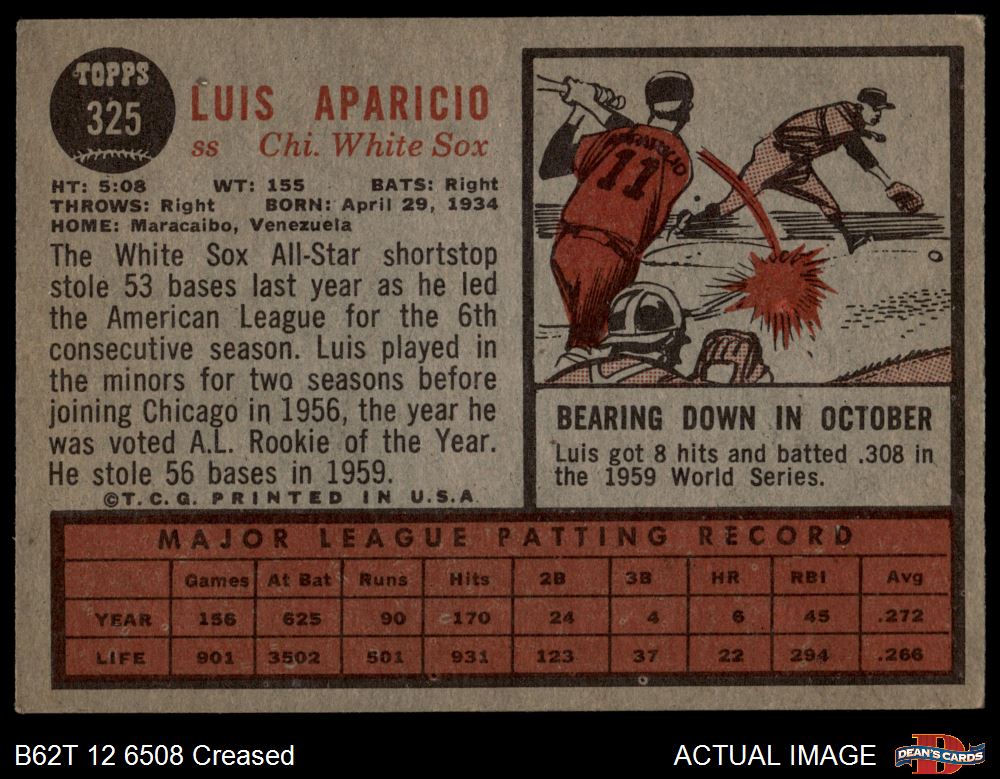 TOPPS
325
LUIS APARICIO
ss Chi. White Sox
HT: 5:08 WT: 155 BATS: Right
THROWS: Right BORN: April 29, 1934
HOME: Maracaibo, Venezuela
The White Sox All-Star shortstop
stole 53 bases last year as he led
the American League for the 6th
consecutive season. Luis played in
the minors for two seasons before
joining Chicago in 1956, the year he
was voted A.L. Rookie of the Year.
He stole 56 bases in 1959.
©T.C.G. PRINTED IN U.S.A.
APARICIO
11
BEARING DOWN IN OCTOBER
Luis got 8 hits and batted .308 in
the 1959 World Series.
MAJOR LEAGUE BATTING RECORD
Games At Bat Runs Hits 2B 3B HR RBI Avg
YEAR 156 625 90 170 24 4 6 45 .272
LIFE 901 3502 501 931 123 37 22 294 .266
B62T 12 6508 Creased
ACTUAL IMAGE
DEAN'S CARDS